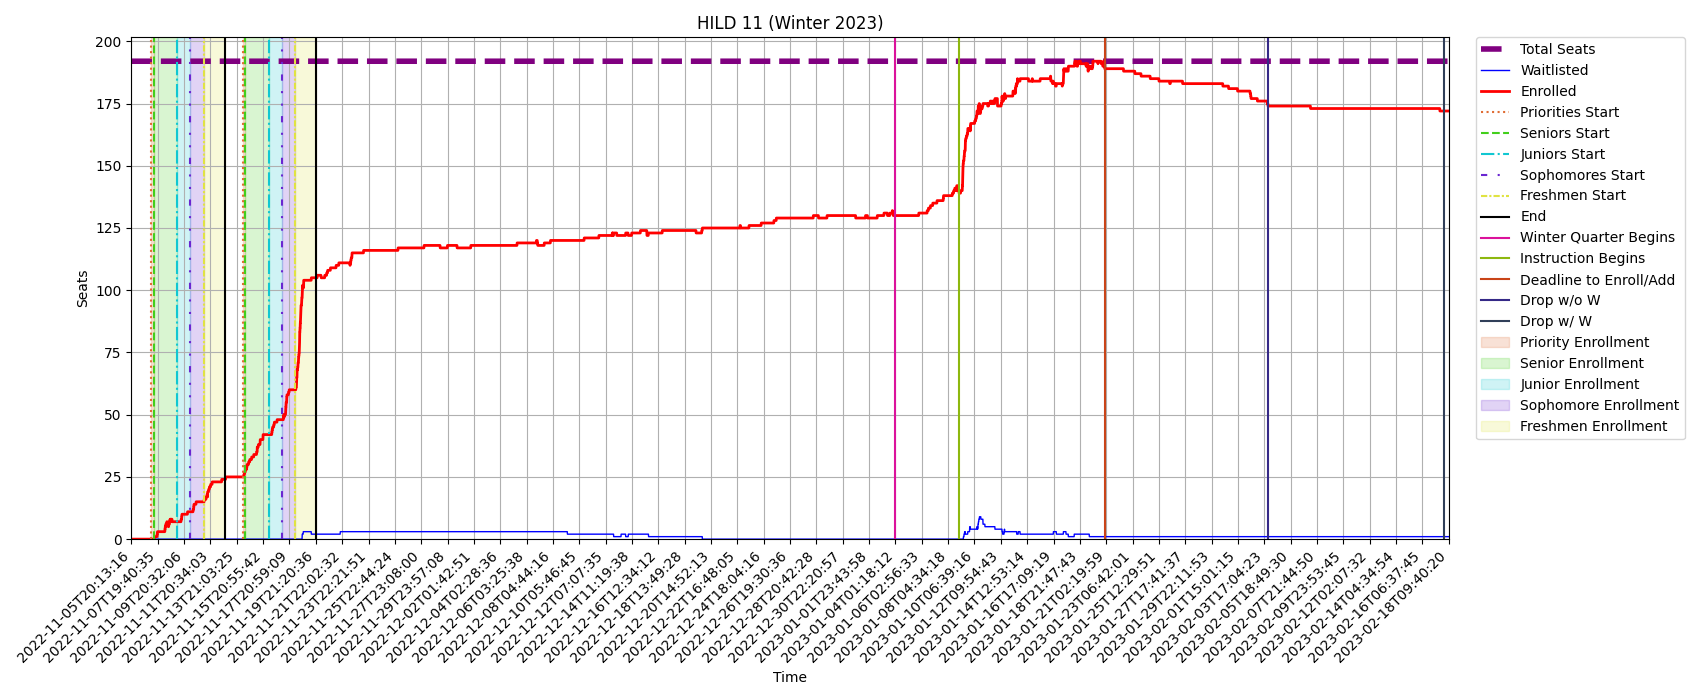 HILD 11 (Winter 2023)
200
175
150
125
100
75
50
25
0
Seats
2022-11-05T20:13:16
2022-11-07T19:40:35
2022-11-09T20:32:06
2022-11-11T20:34:03
2022-11-13T21:03:25
2022-11-15T20:55:42
2022-11-17T20:59:09
2022-11-19T21:20:36
2022-11-21T22:02:32
2022-11-23T22:21:51
2022-11-25T22:44:24
2022-11-27T23:08:00
2022-11-29T23:57:08
2022-12-02T01:42:51
2022-12-04T02:28:36
2022-12-06T03:25:38
2022-12-08T04:44:16
2022-12-10T05:46:45
2022-12-12T07:07:35
2022-12-14T11:19:38
2022-12-16T12:34:12
2022-12-18T13:49:28
2022-12-20T14:52:13
2022-12-22T16:48:05
2022-12-24T18:04:16
2022-12-26T19:30:36
2022-12-28T20:42:28
2022-12-30T22:20:57
2023-01-01T23:43:58
2023-01-04T01:18:12
2023-01-06T02:56:33
2023-01-08T04:34:18
2023-01-10T06:39:16
2023-01-12T09:54:43
2023-01-14T12:53:14
2023-01-16T17:09:19
2023-01-18T21:47:43
2023-01-21T02:19:59
2023-01-23T06:42:01
2023-01-25T12:29:51
2023-01-27T17:41:37
2023-01-29T22:11:53
2023-02-01T15:01:15
2023-02-03T17:04:23
2023-02-05T18:49:30
2023-02-07T21:44:50
2023-02-09T23:53:45
2023-02-12T02:07:32
2023-02-14T04:34:54
2023-02-16T06:37:45
2023-02-18T09:40:20
Time
Total Seats
Waitlisted
Enrolled
Priorities Start
Seniors Start
Juniors Start
Sophomores Start
Freshmen Start
End
Winter Quarter Begins
Instruction Begins
Deadline to Enroll/Add
Drop w/o W
Drop w/ W
Priority Enrollment
Senior Enrollment
Junior Enrollment
Sophomore Enrollment
Freshmen Enrollment